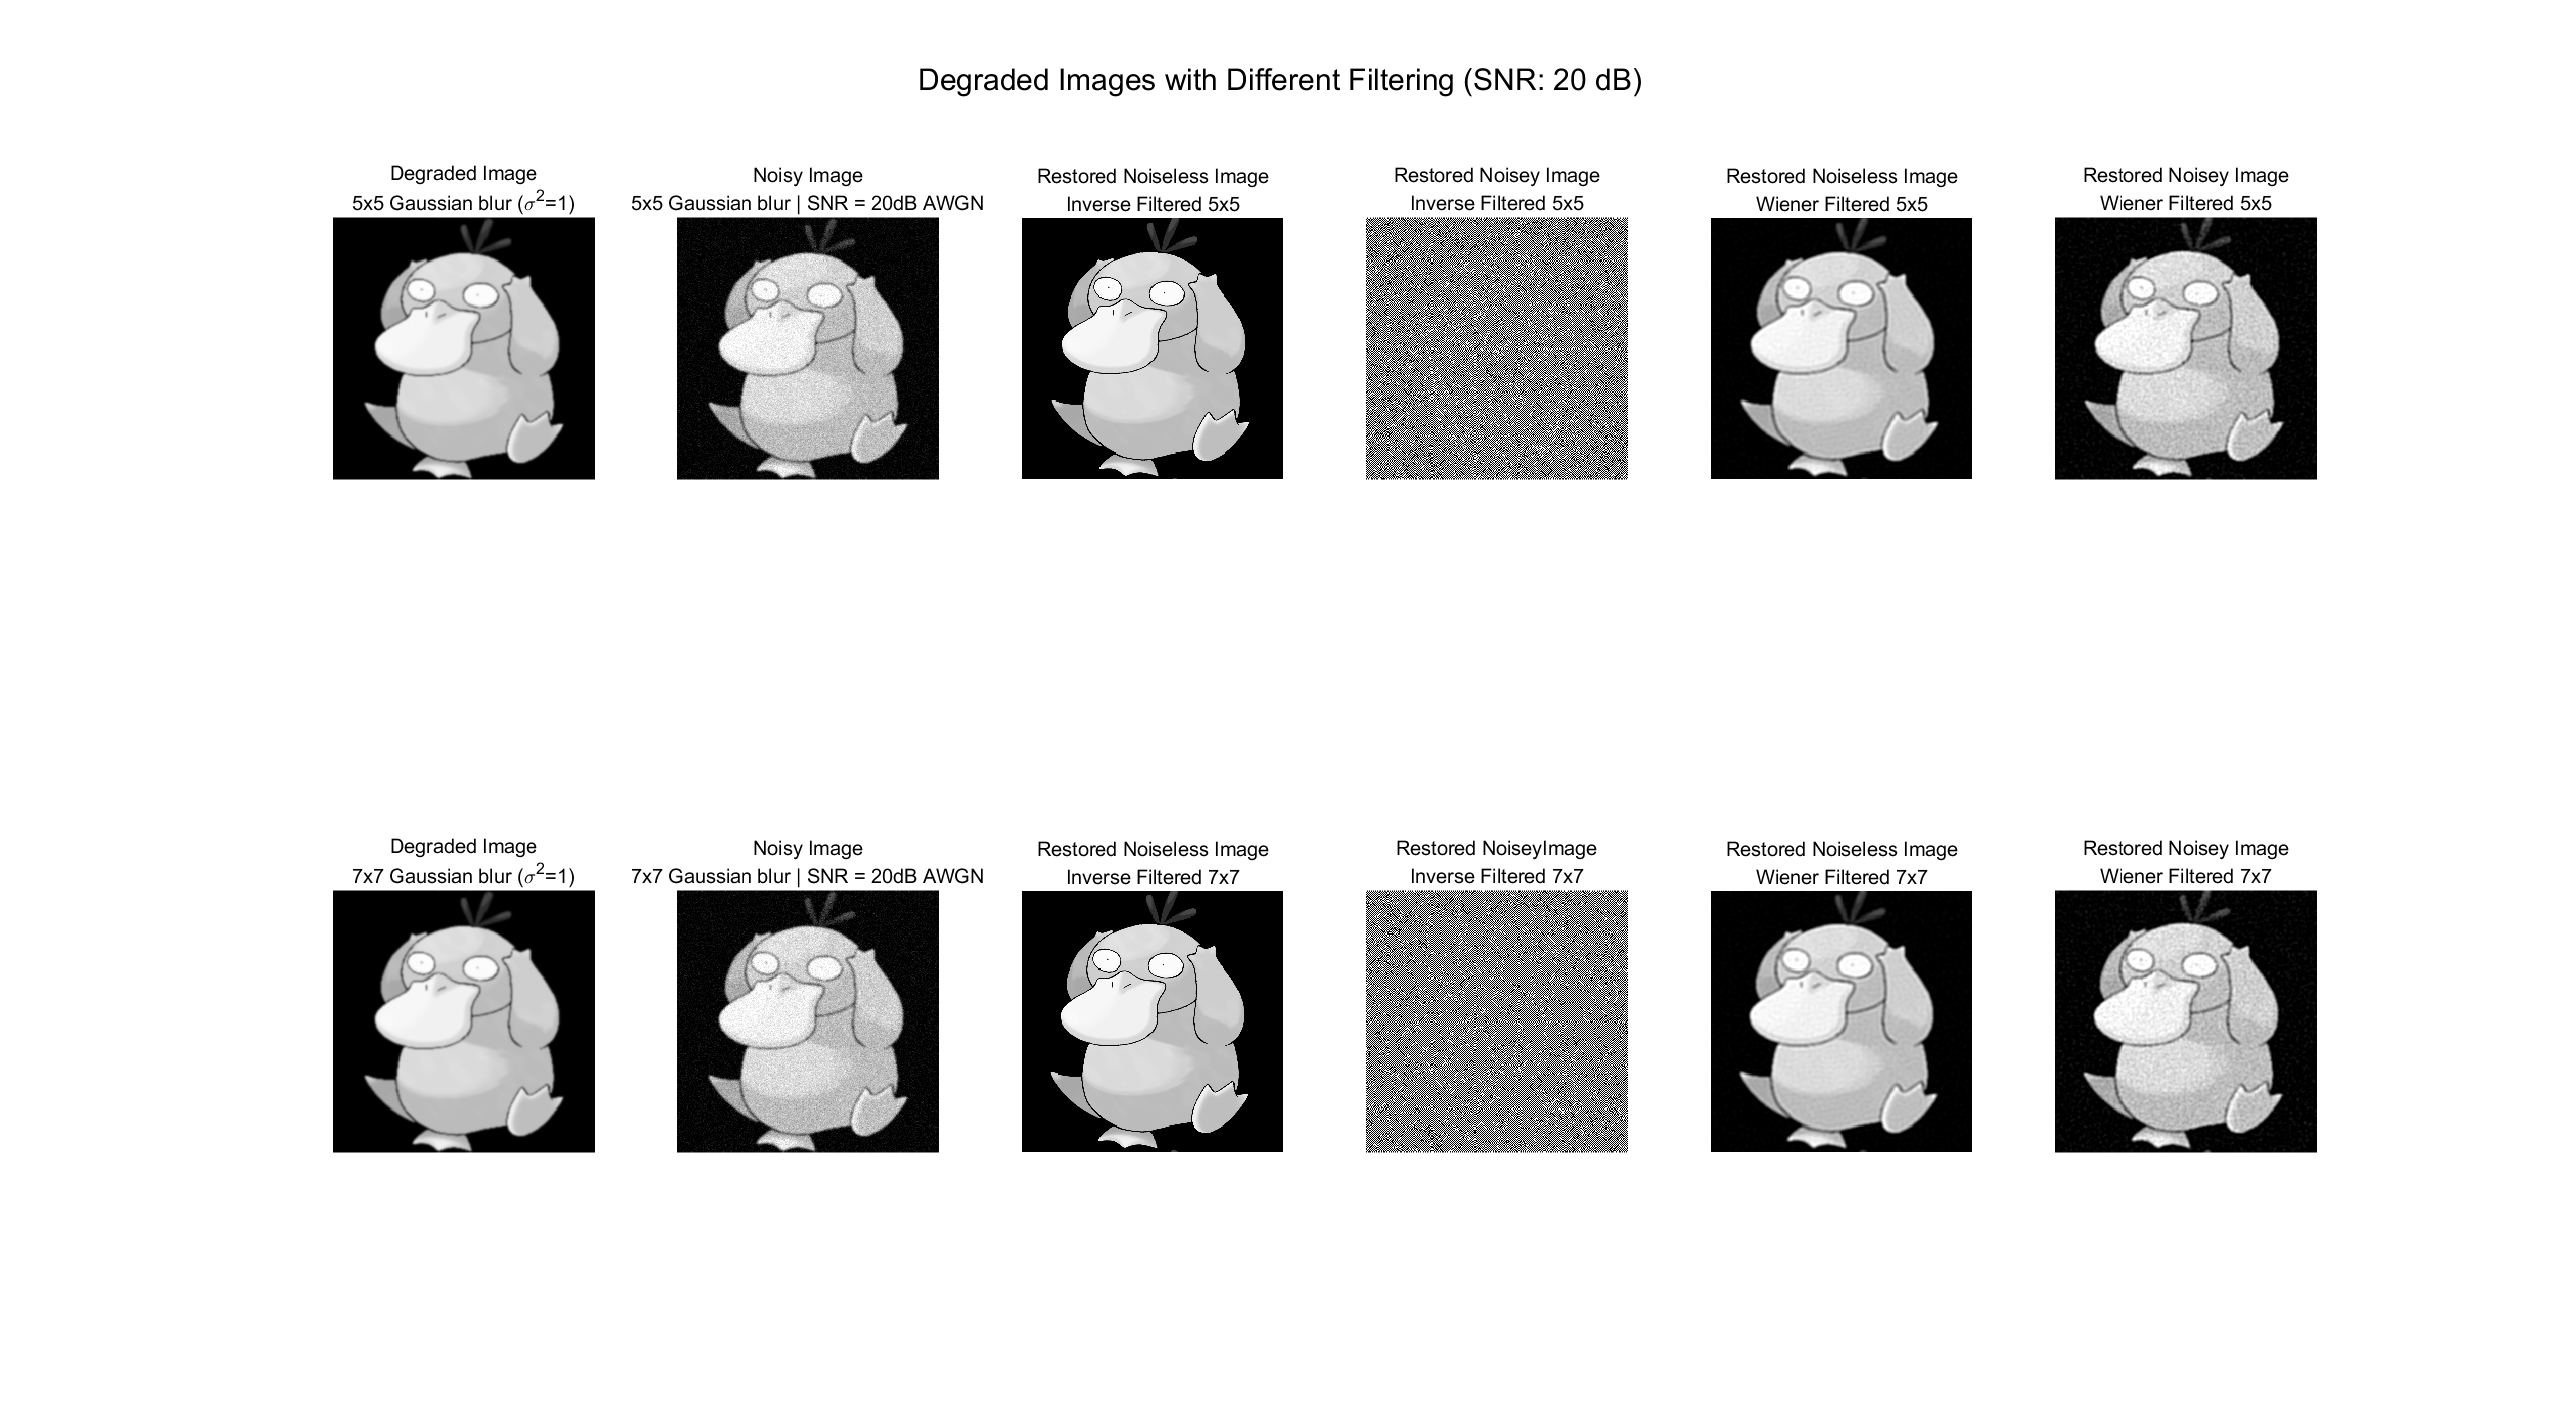 Degraded Images with Different Filtering (SNR: 20 dB)
Degraded Image
5x5 Gaussian blur (σ²=1)
Noisy Image
5x5 Gaussian blur | SNR = 20dB AWGN
Restored Noiseless Image
Inverse Filtered 5x5
Restored Noisey Image
Inverse Filtered 5x5
Restored Noiseless Image
Wiener Filtered 5x5
Restored Noisey Image
Wiener Filtered 5x5
Degraded Image
7x7 Gaussian blur (σ²=1)
Noisy Image
7x7 Gaussian blur | SNR = 20dB AWGN
Restored Noiseless Image
Inverse Filtered 7x7
Restored NoiseyImage
Inverse Filtered 7x7
Restored Noiseless Image
Wiener Filtered 7x7
Restored Noisey Image
Wiener Filtered 7x7